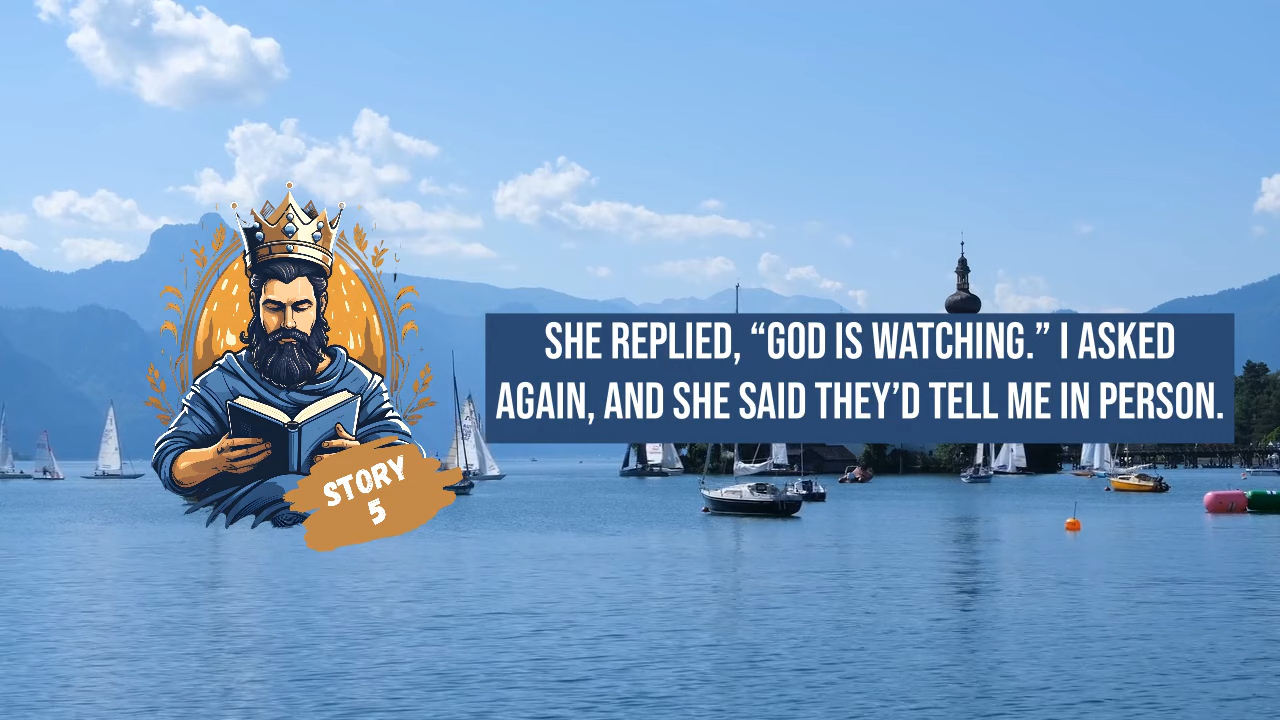 SHE REPLIED, “GOD IS WATCHING.” I ASKED
AGAIN, AND SHE SAID THEY’D TELL ME IN PERSON.
STORY
5